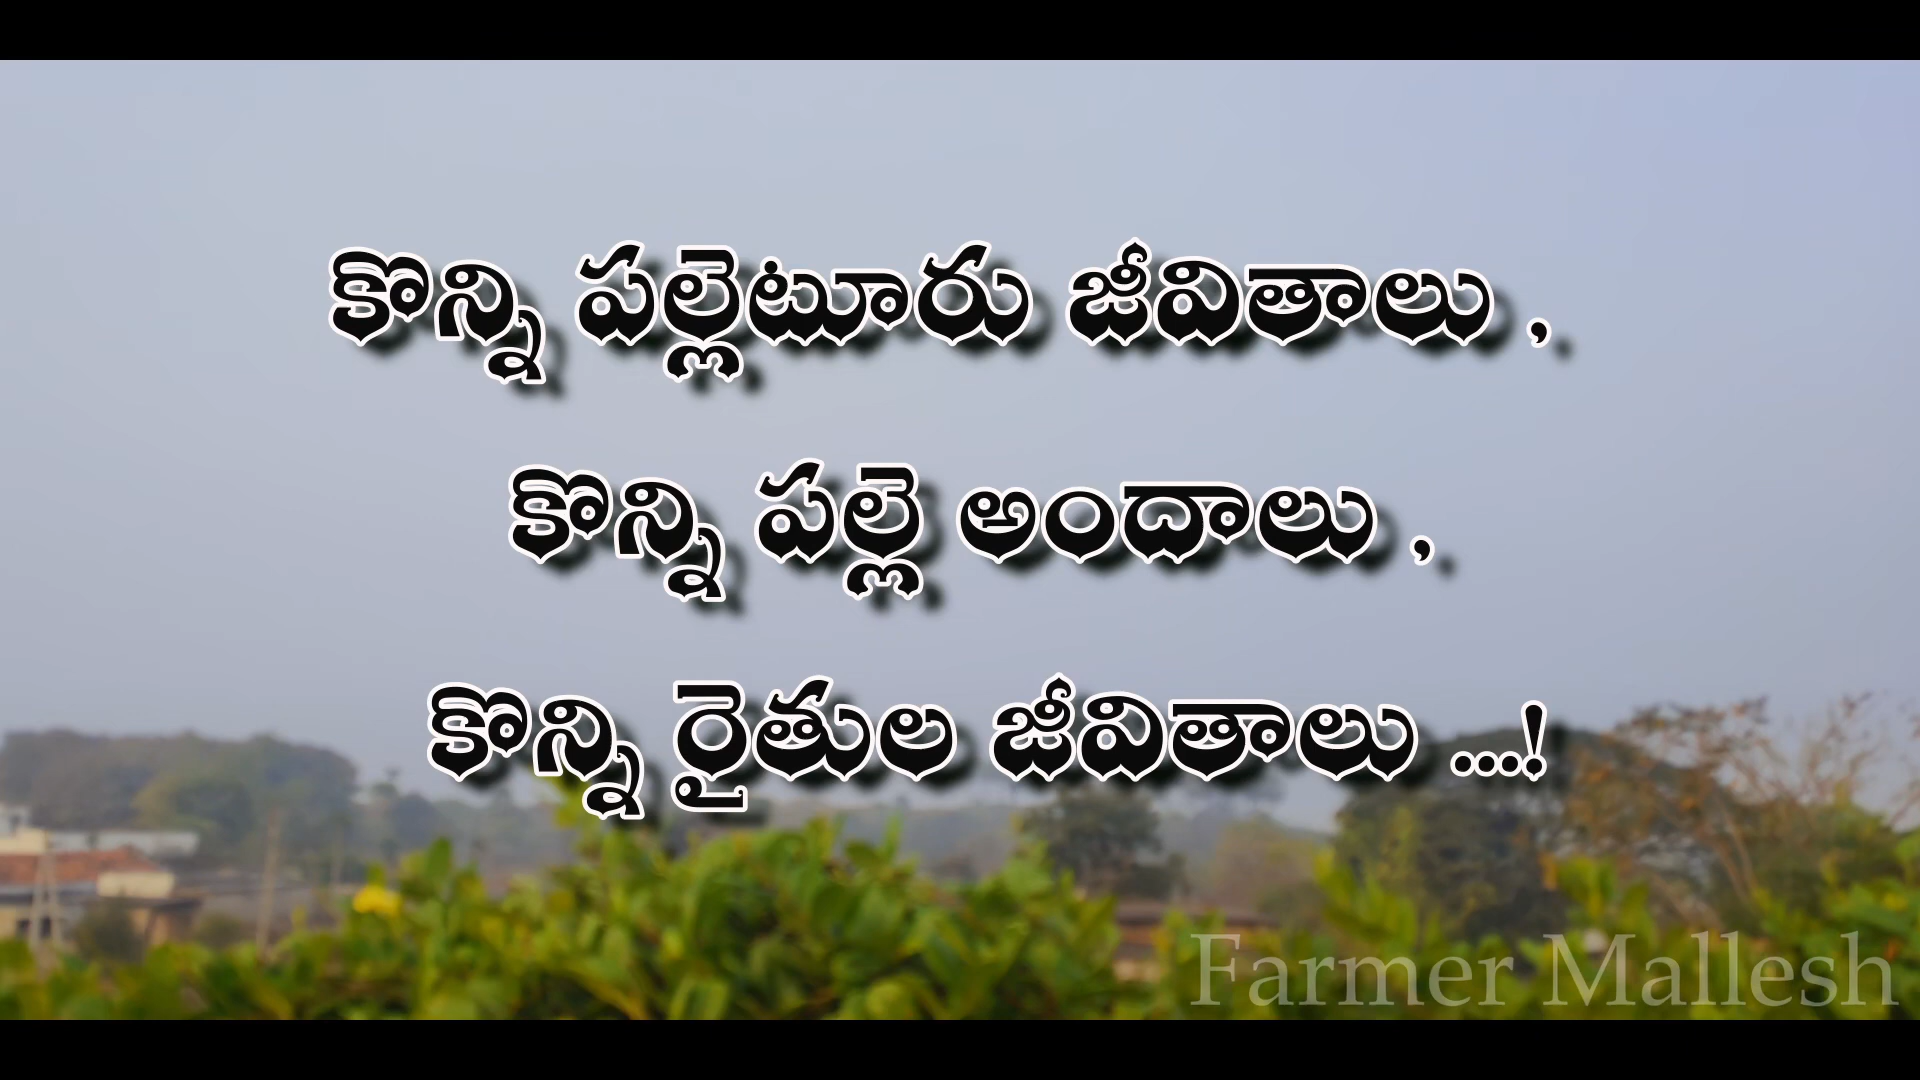 కొన్ని పల్లెటూరు జీవితాలు ,
కొన్ని పల్లె అందాలు ,
కొన్ని రైతుల జీవితాలు ...!
Farmer Mallesh